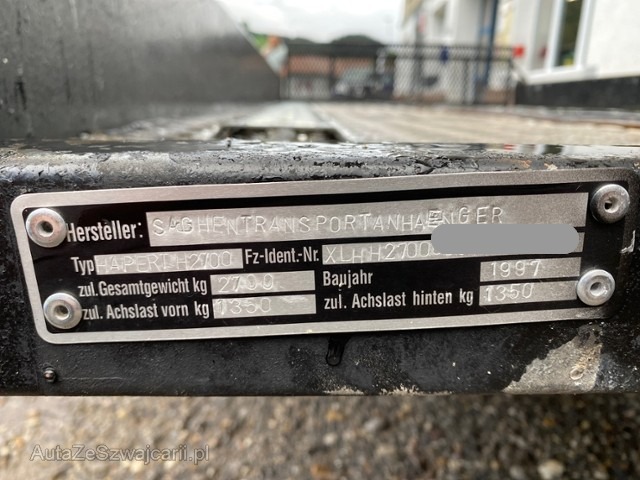 Hersteller: SACHENTRANSPORTANHAENGER
Typ HAPERT H2700 Fz-Ident.-Nr. XLHH2700
zul. Gesamtgewicht kg 2700 Baujahr 1997
zul. Achslast vorn kg 1350 zul. Achslast hinten kg 1350
AutaZeSzwajcarii.pl